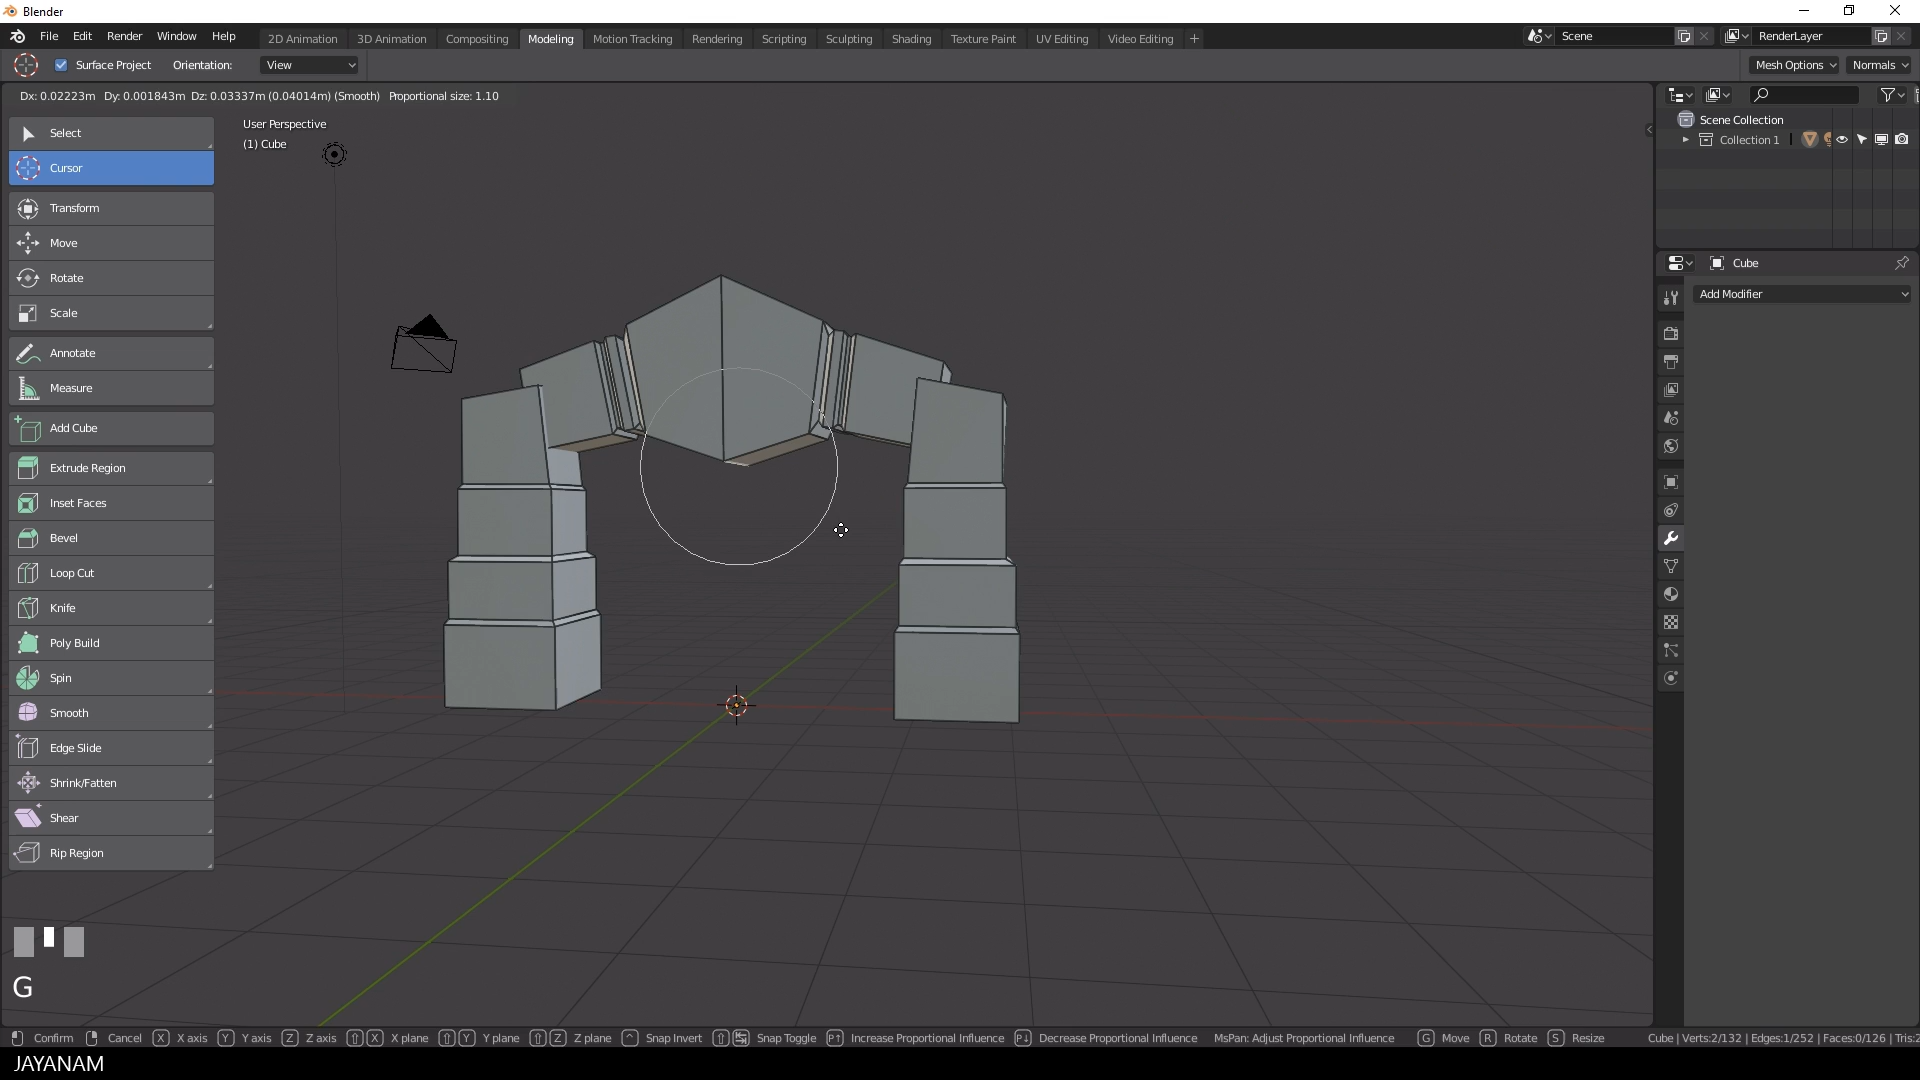 Blender
File Edit Render Window Help 2D Animation 3D Animation Compositing Modeling Motion Tracking Rendering Scripting Sculpting Shading Texture Paint UV Editing Video Editing + Scene RenderLayer
Surface Project Orientation: View Mesh Options Normals
Dx: 0.02223m Dy: 0.001843m Dz: 0.03337m (0.04014m) (Smooth) Proportional size: 1.10
User Perspective
(1) Cube
Select
Cursor
Transform
Move
Rotate
Scale
Annotate
Measure
Add Cube
Extrude Region
Inset Faces
Bevel
Loop Cut
Knife
Poly Build
Spin
Smooth
Edge Slide
Shrink/Fatten
Shear
Rip Region
Scene Collection
Collection 1
Cube
Add Modifier
G
Confirm Cancel X X axis Y Y axis Z Z axis X X plane Y Y plane Z Z plane Snap Invert Snap Toggle P↑ Increase Proportional Influence P↓ Decrease Proportional Influence MsPan: Adjust Proportional Influence G Move R Rotate S Resize Cube | Verts:2/132 | Edges:1/252 | Faces:0/126 | Tris:2
JAYANAM